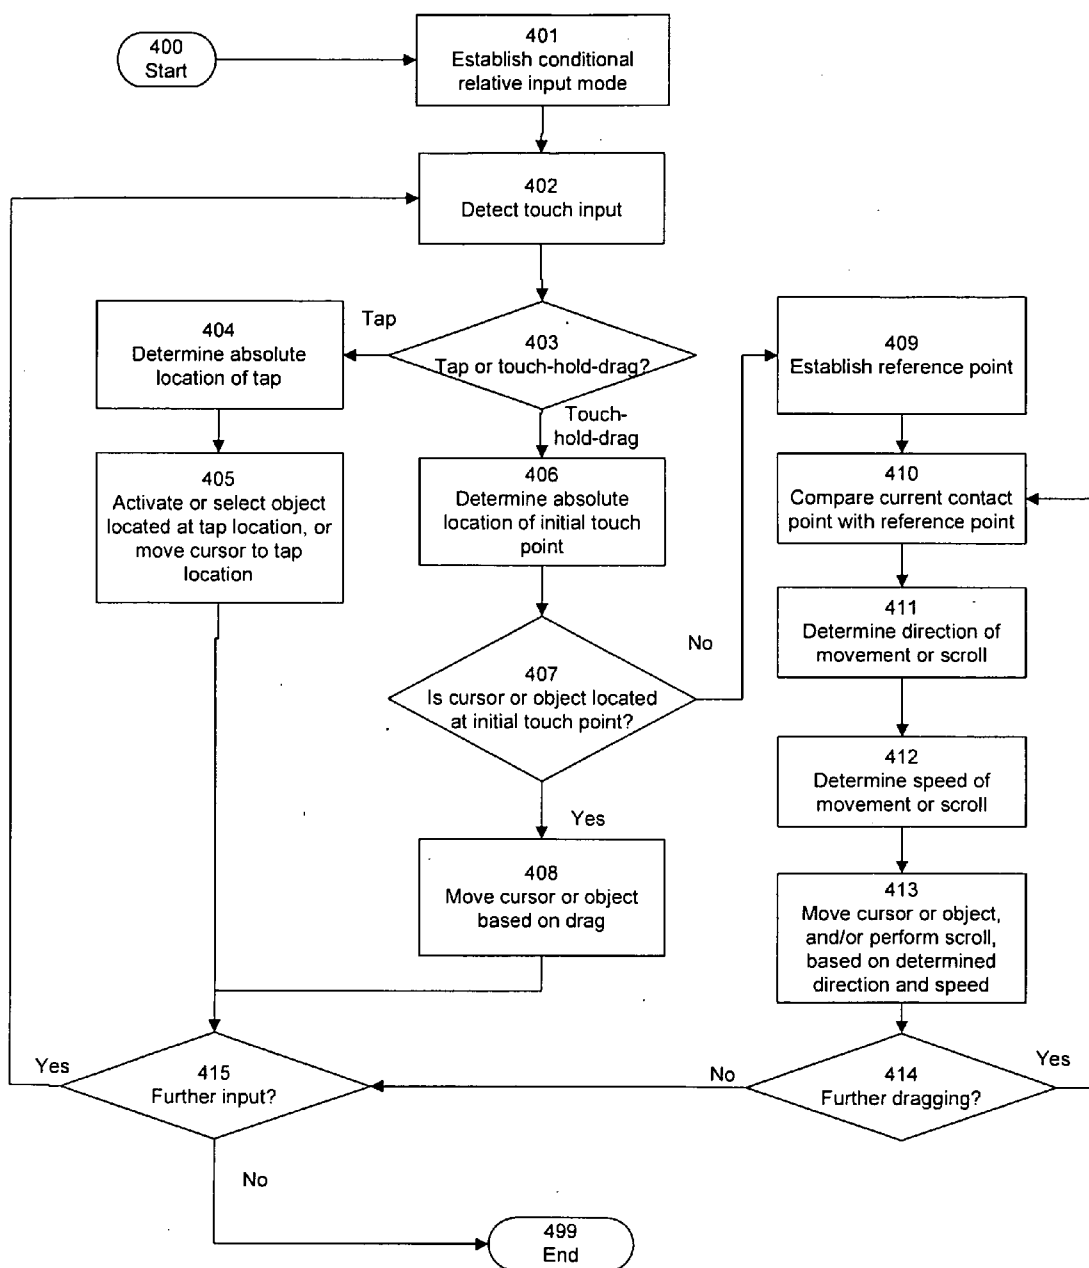 400
Start
401
Establish conditional
relative input mode
402
Detect touch input
403
Tap or touch-hold-drag?
Tap
404
Determine absolute
location of tap
405
Activate or select object
located at tap location, or
move cursor to tap
location
Touch-
hold-drag
406
Determine absolute
location of initial touch
point
407
Is cursor or object located
at initial touch point?
Yes
408
Move cursor or object
based on drag
No
409
Establish reference point
410
Compare current contact
point with reference point
411
Determine direction of
movement or scroll
412
Determine speed of
movement or scroll
413
Move cursor or object,
and/or perform scroll,
based on determined
direction and speed
414
Further dragging?
Yes
No
415
Further input?
Yes
No
499
End